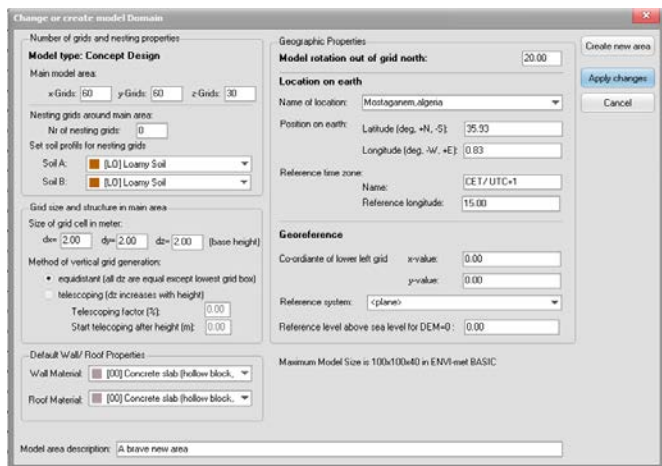 Change or create model Domain
Number of grids and nesting properties
Model type: Concept Design
Main model area:
x-Grids: 60 y-Grids: 60 z-Grids: 30
Nesting grids around main area:
Nr of nesting grids: 0
Set soil profils for nesting grids
Soil A: [LO] Loamy Soil
Soil B: [LO] Loamy Soil
Grid size and structure in main area
Size of grid cell in meter:
dx= 2.00 dy= 2.00 dz= 2.00 (base height)
Method of vertical grid generation:
equidistant (all dz are equal except lowest grid box)
telescoping (dz increases with height)
Telescoping factor (%): 0.00
Start telecoping after height (m): 0.00
Default Wall/ Roof Properties
Wall Material: [00] Concrete slab (hollow block,
Roof Material: [00] Concrete slab (hollow block,
Geographic Properties
Model rotation out of grid north: 20.00
Location on earth
Name of location: Mostaganem,algeria
Position on earth: Latitude (deg, +N, -S): 35.93
Longitude (deg, -W, +E): 0.83
Reference time zone:
Name: CET/ UTC+1
Reference longitude: 15.00
Georeference
Co-ordiante of lower left grid x-value: 0.00
y-value: 0.00
Reference system: <plane>
Reference level above sea level for DEM=0 : 0.00
Maximum Model Size is 100x100x40 in ENVI-met BASIC
Create new area
Apply changes
Cancel
Model area description: A brave new area